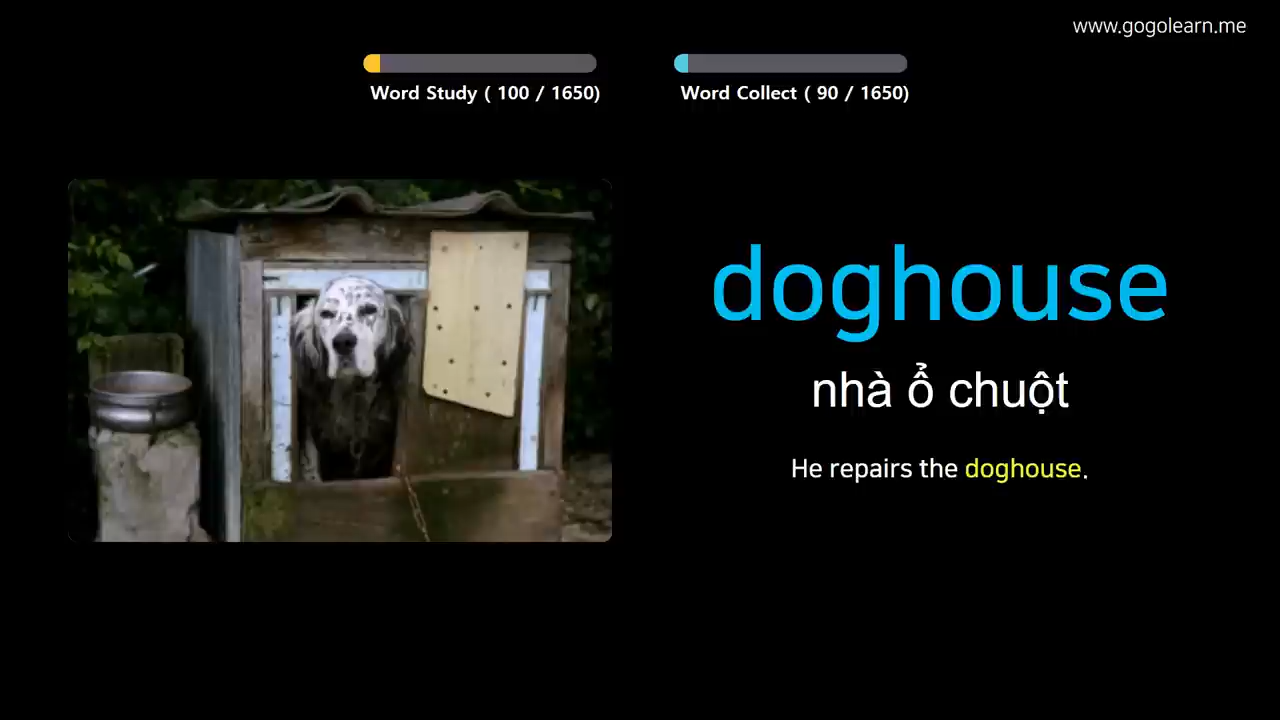 www.gogolearn.me
Word Study ( 100 / 1650)
Word Collect ( 90 / 1650)
doghouse
nhà ổ chuột
He repairs the doghouse.